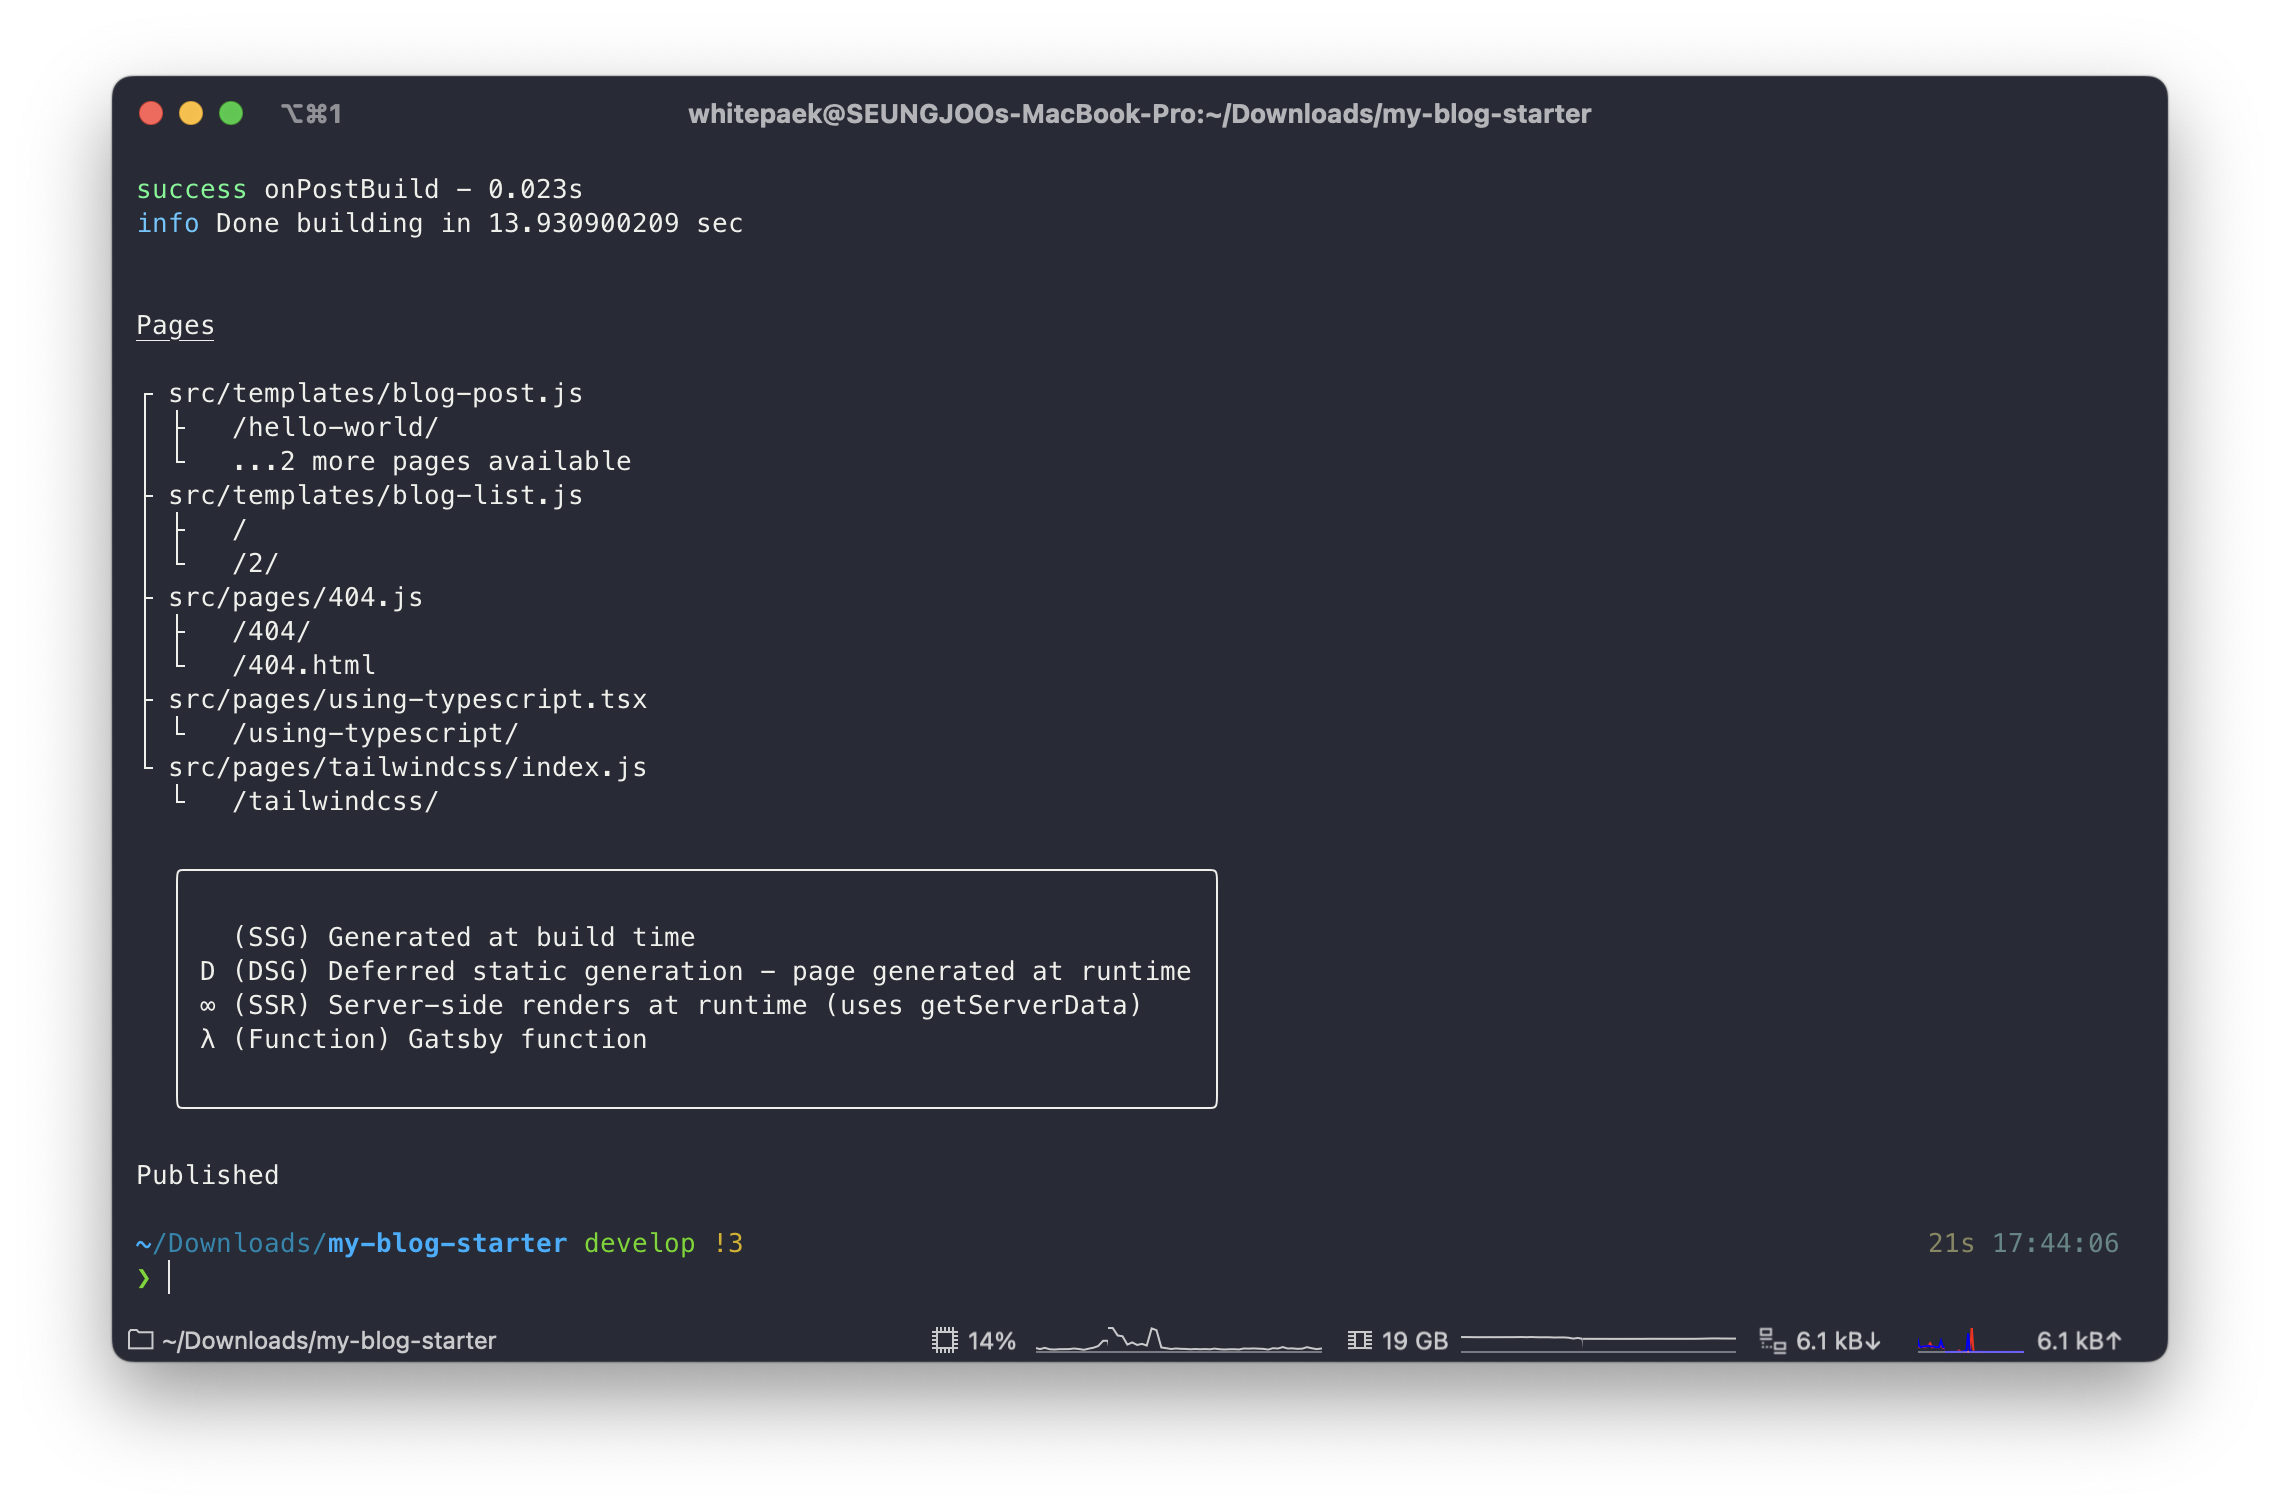 ⌥⌘1
whitepaek@SEUNGJOOs-MacBook-Pro:~/Downloads/my-blog-starter
success onPostBuild - 0.023s
info Done building in 13.930900209 sec
Pages
┌ src/templates/blog-post.js
│ ├   /hello-world/
│ └   ...2 more pages available
├ src/templates/blog-list.js
│ ├   /
│ └   /2/
├ src/pages/404.js
│ ├   /404/
│ └   /404.html
├ src/pages/using-typescript.tsx
│ └   /using-typescript/
└ src/pages/tailwindcss/index.js
  └   /tailwindcss/
(SSG) Generated at build time
D (DSG) Deferred static generation - page generated at runtime
∞ (SSR) Server-side renders at runtime (uses getServerData)
λ (Function) Gatsby function
Published
~/Downloads/my-blog-starter develop !3 21s 17:44:06
❯
~/Downloads/my-blog-starter 14% 19 GB 6.1 kB↓ 6.1 kB↑